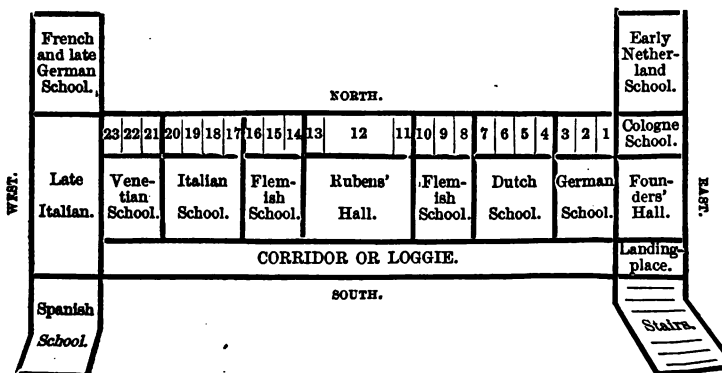 French
and late
German
School.
Early
Nether-
land
School.
NORTH.
23 22 21 20 19 18 17 16 15 14 13 12 11 10 9 8 7 6 5 4 3 2 1
Cologne
School.
WEST.
Late
Italian.
Vene-
tian
School.
Italian
School.
Flem-
ish
School.
Rubens'
Hall.
Flem-
ish
School.
Dutch
School.
German
School.
Foun-
ders'
Hall.
EAST.
CORRIDOR OR LOGGIE.
Landing-
place.
SOUTH.
Spanish
School.
Stairs.